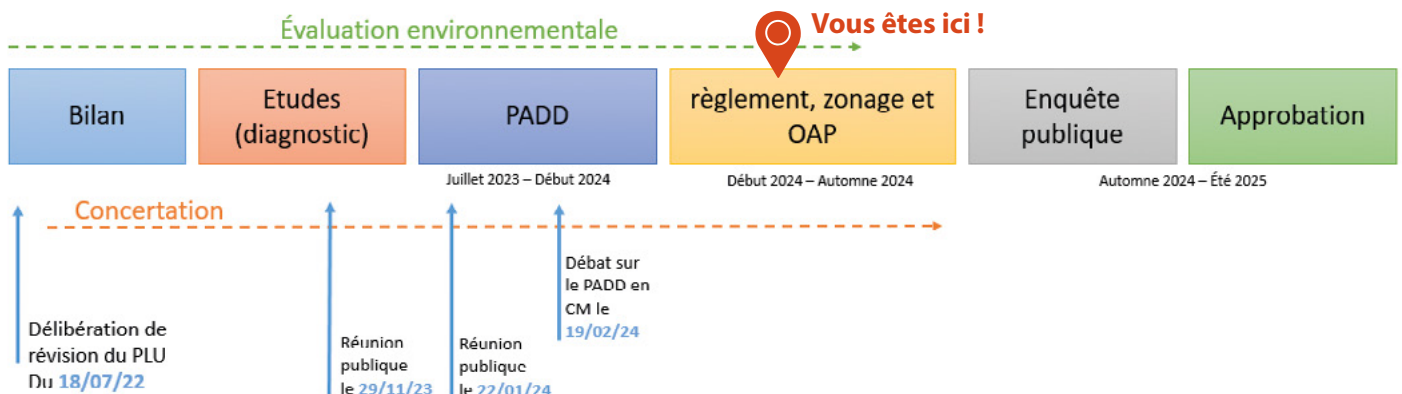 Évaluation environnementale
Vous êtes ici !
Bilan
Etudes
(diagnostic)
PADD
règlement, zonage et
OAP
Enquête
publique
Approbation
Juillet 2023 – Début 2024
Début 2024 – Automne 2024
Automne 2024 – Été 2025
Concertation
Délibération de
révision du PLU
Du 18/07/22
Réunion
publique
le 29/11/23
Réunion
publique
le 22/01/24
Débat sur
le PADD en
CM le
19/02/24